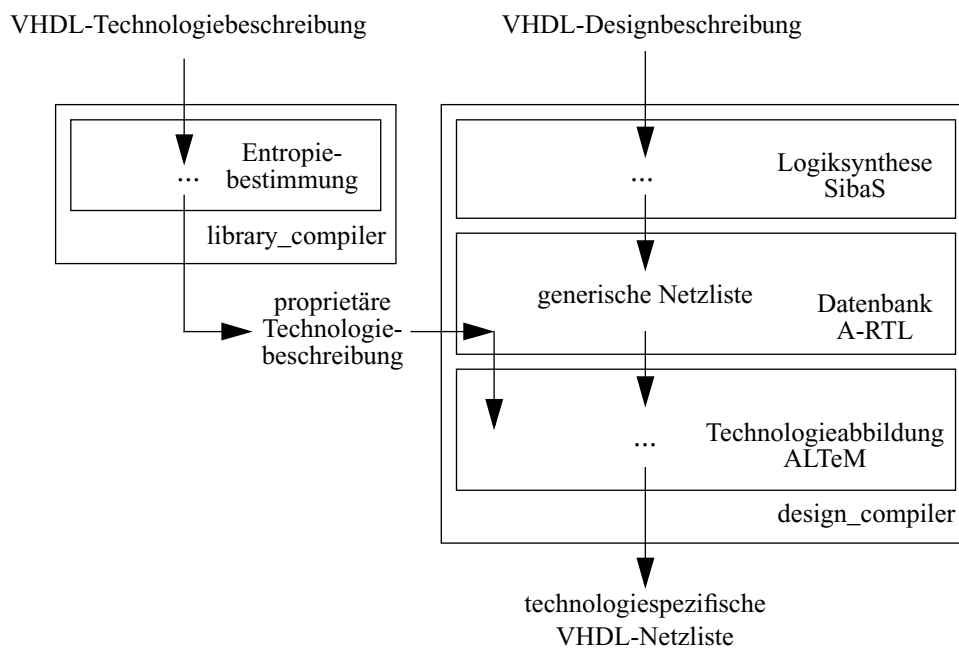 VHDL-Technologiebeschreibung
VHDL-Designbeschreibung
Entropie-
bestimmung
...
library_compiler
Logiksynthese
SibaS
...
generische Netzliste
Datenbank
A-RTL
proprietäre
Technologie-
beschreibung
Technologieabbildung
ALTeM
...
design_compiler
technologiespezifische
VHDL-Netzliste